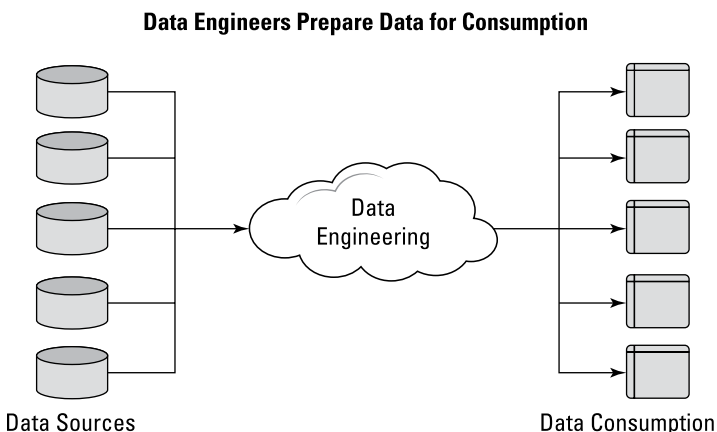 Data Engineers Prepare Data for Consumption
Data
Engineering
Data Sources
Data Consumption